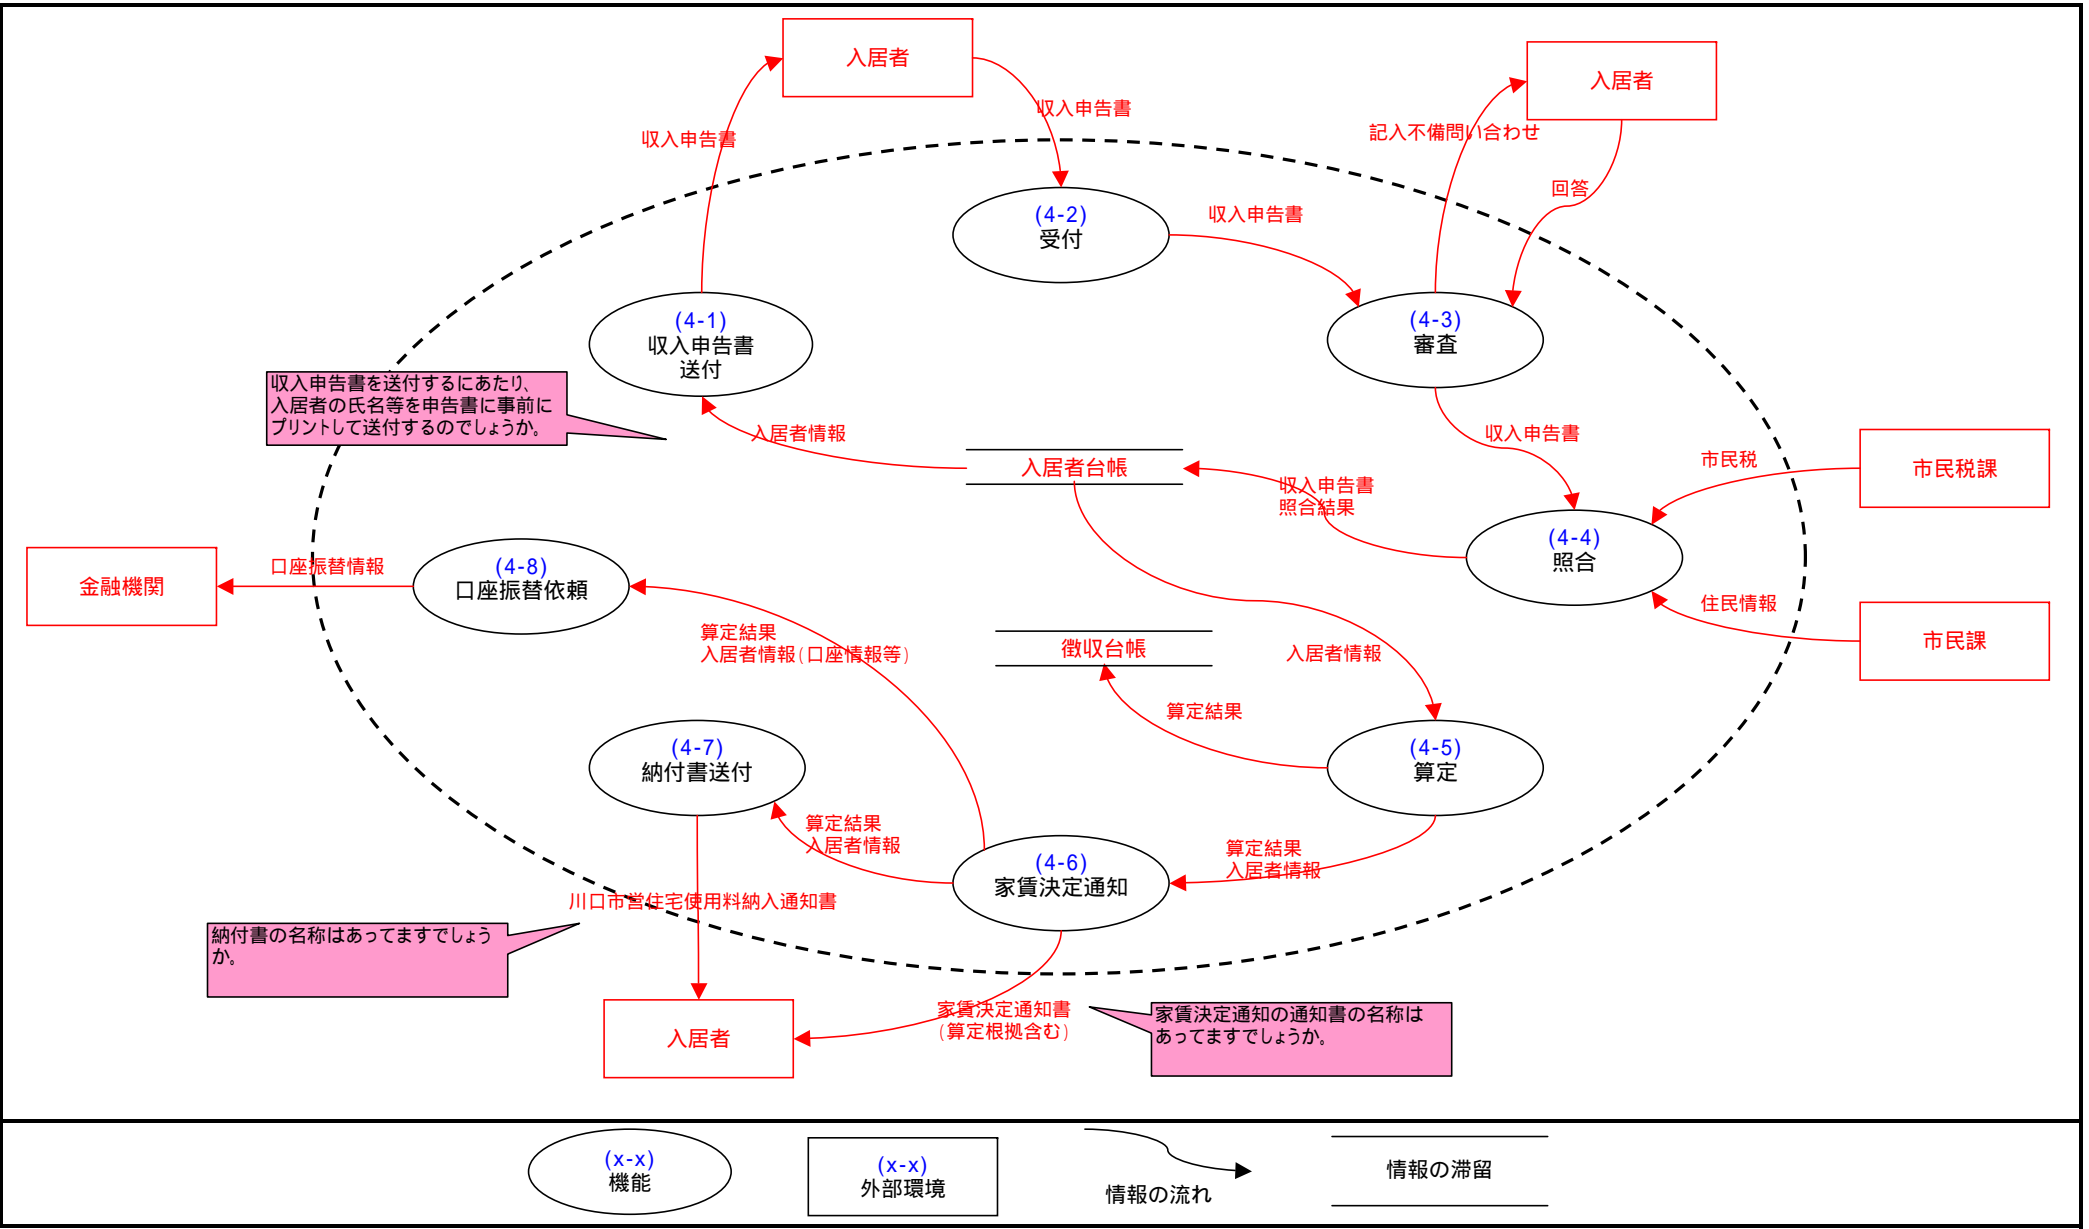 入居者
入居者
収入申告書
収入申告書
記入不備問い合わせ
回答
(4-2)
受付
収入申告書
(4-1)
収入申告書
送付
(4-3)
審査
収入申告書を送付するにあたり、
入居者の氏名等を申告書に事前に
プリントして送付するのでしょうか。
入居者情報
収入申告書
入居者台帳
市民税
市民税課
収入申告書
照合結果
(4-4)
照合
金融機関
口座振替情報
(4-8)
口座振替依頼
住民情報
市民課
算定結果
入居者情報(口座情報等)
徴収台帳
入居者情報
算定結果
(4-7)
納付書送付
(4-5)
算定
算定結果
入居者情報
(4-6)
家賃決定通知
算定結果
入居者情報
川口市営住宅使用料納入通知書
納付書の名称はあってますでしょう
か。
家賃決定通知書
(算定根拠含む)
家賃決定通知の通知書の名称は
あってますでしょうか。
入居者
(x-x)
機能
(x-x)
外部環境
情報の流れ
情報の滞留